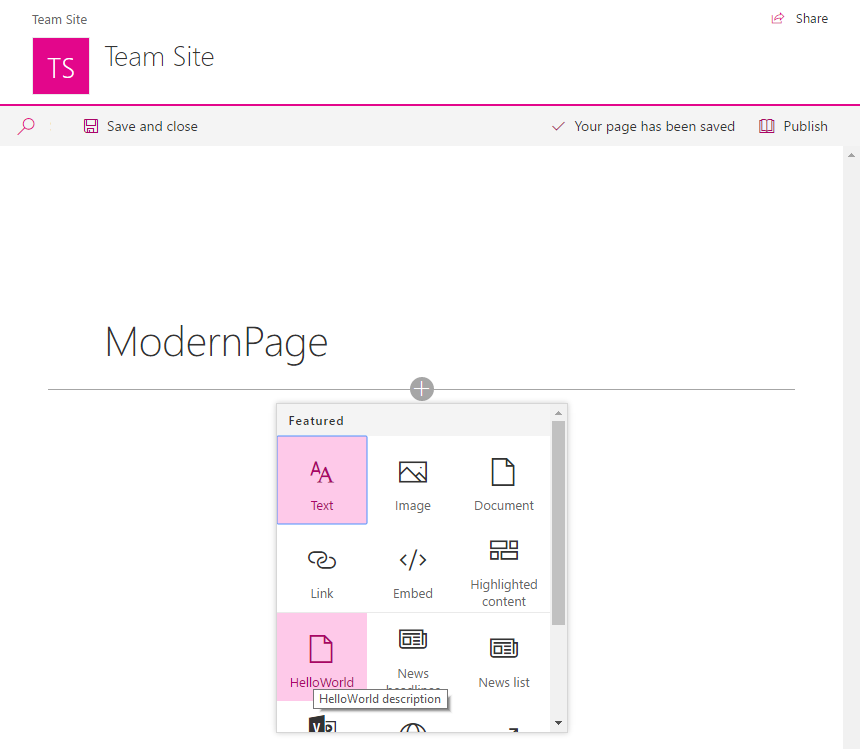 Team Site
Share
TS
Team Site
Save and close
Your page has been saved
Publish
ModernPage
Featured
Text
Image
Document
Link
Embed
Highlighted
content
HelloWorld
News
News list
HelloWorld description